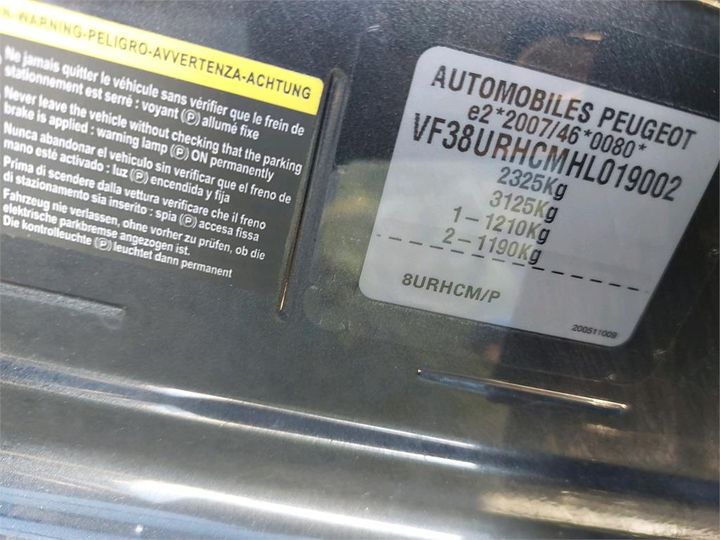 N-WARNING-PELIGRO-AVVERTENZA-ACHTUNG
Ne jamais quitter le véhicule sans vérifier que le frein de
stationnement est serré : voyant (P) allumé fixe
Never leave the vehicle without checking that the parking
brake is applied : warning lamp (P) ON permanently
Nunca abandonar el vehículo sin verificar que el freno de
mano esté activado : luz (P) encendida y fija
Prima di scendere dalla vettura verificare che il freno
di stazionamento sia inserito : spia (P) accesa fissa
Fahrzeug nie verlassen, ohne vorher zu prüfen, ob die
elektrische parkbremse angezogen ist.
Die kontrolleuchte (P) leuchtet dann permanent
AUTOMOBILES PEUGEOT
e2*2007/46*0080*
VF38URHCMHL019002
2325Kg
3125Kg
1-1210Kg
2-1190Kg
8URHCM/P
200511009